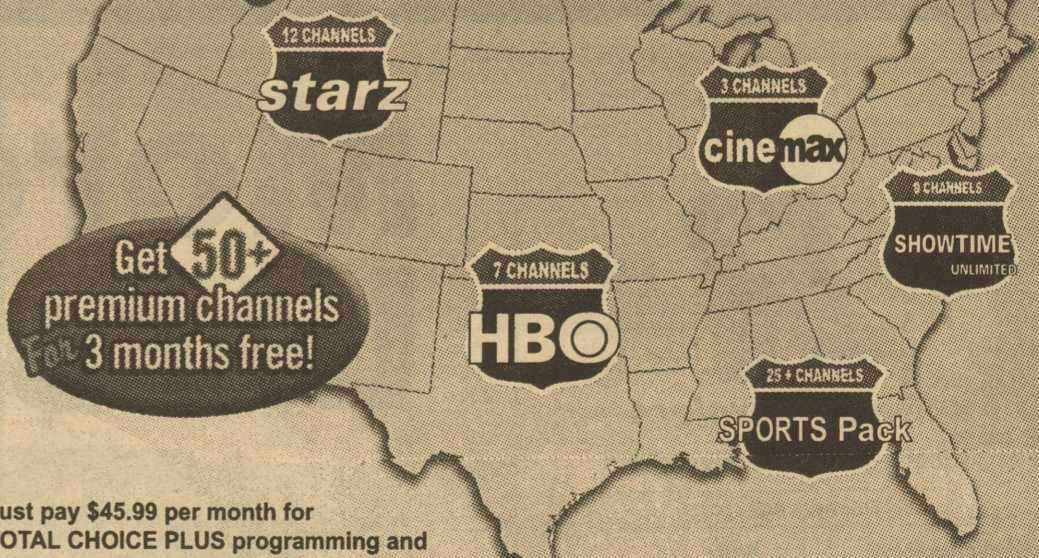 12 CHANNELS
starz
3 CHANNELS
cinemax
9 CHANNELS
SHOWTIME
UNLIMITED
Get 50+
premium channels
For 3 months free!
7 CHANNELS
HBO
25+ CHANNELS
SPORTS Pack
ust pay $45.99 per month for
OTAL CHOICE PLUS programming and